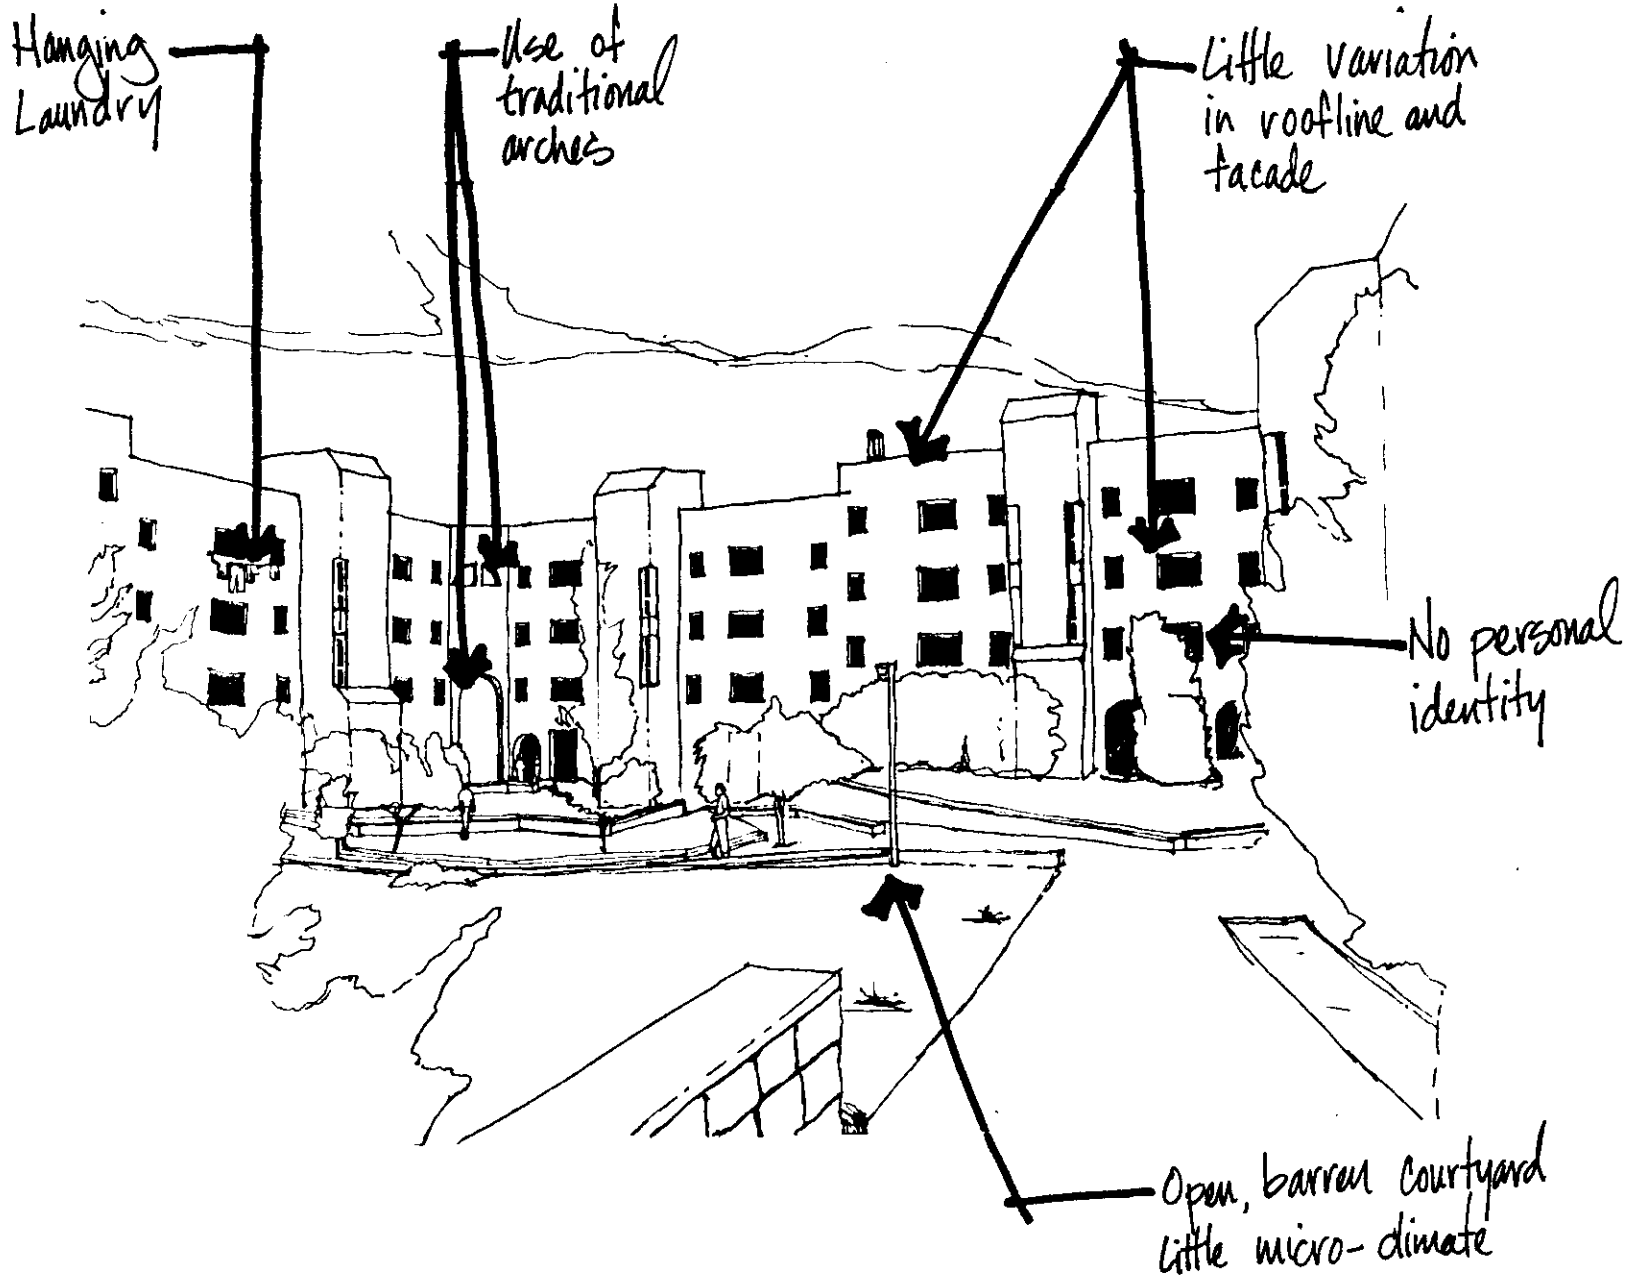 Hanging
Laundry
Use of
traditional
arches
Little variation
in roofline and
facade
No personal
identity
Open, barren courtyard
little micro-climate